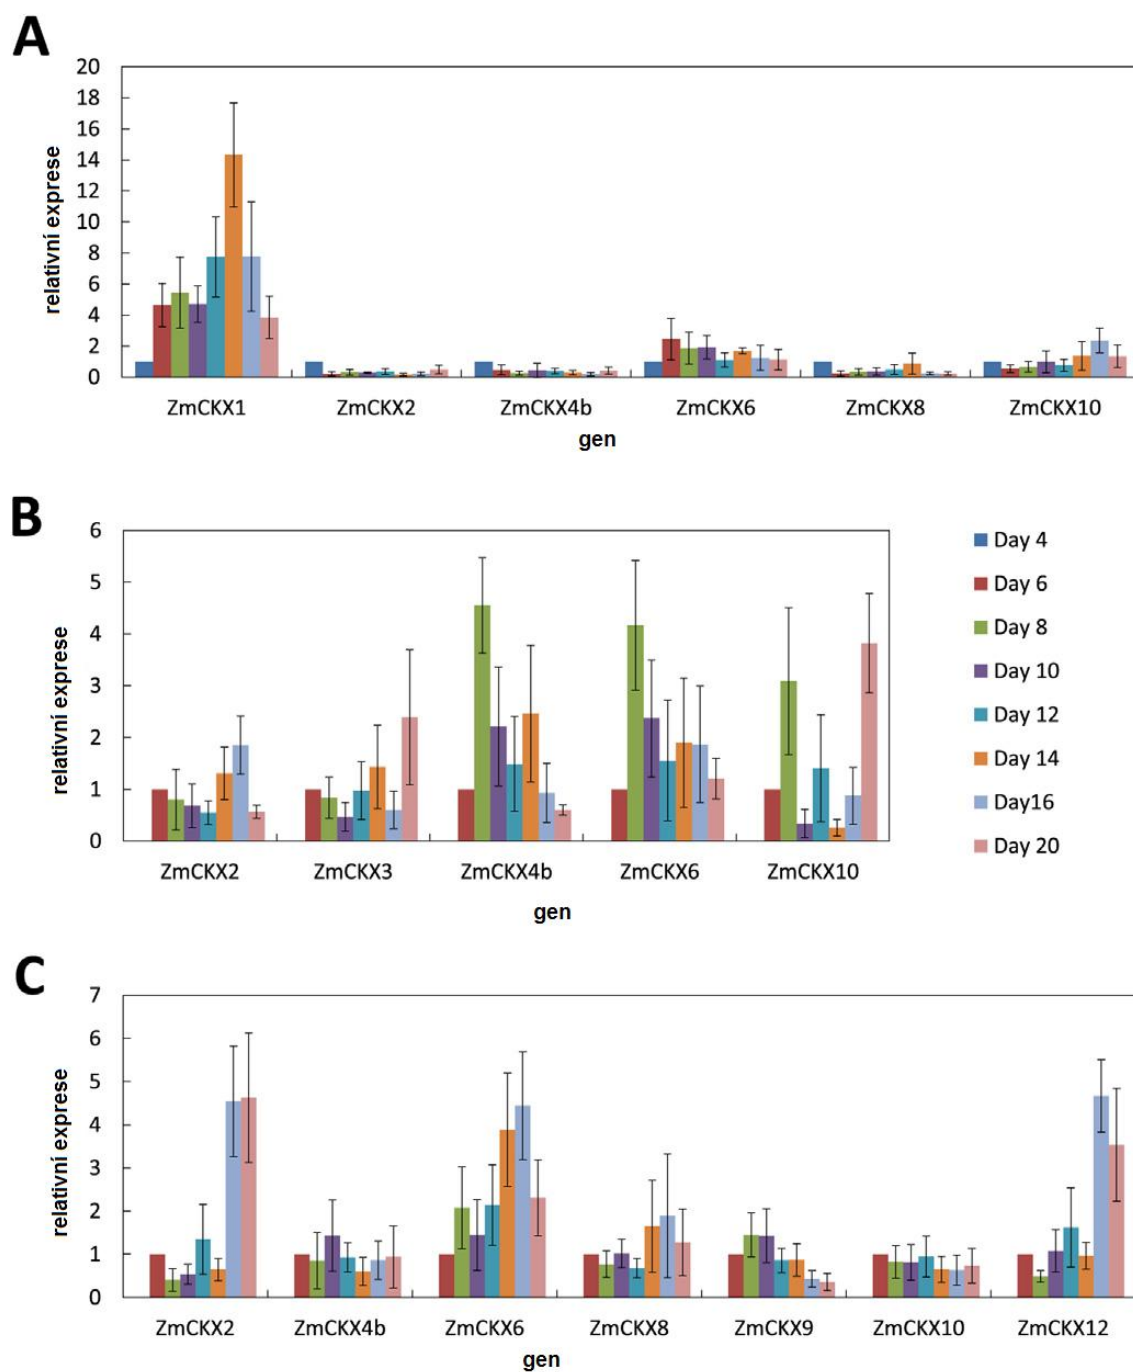 A
20
18
16
14
12
10
8
6
4
2
0
relativní exprese
ZmCKX1 ZmCKX2 ZmCKX4b ZmCKX6 ZmCKX8 ZmCKX10
gen
B
6
5
4
3
2
1
0
relativní exprese
ZmCKX2 ZmCKX3 ZmCKX4b ZmCKX6 ZmCKX10
gen
Day 4
Day 6
Day 8
Day 10
Day 12
Day 14
Day16
Day 20
C
7
6
5
4
3
2
1
0
relativní exprese
ZmCKX2 ZmCKX4b ZmCKX6 ZmCKX8 ZmCKX9 ZmCKX10 ZmCKX12
gen